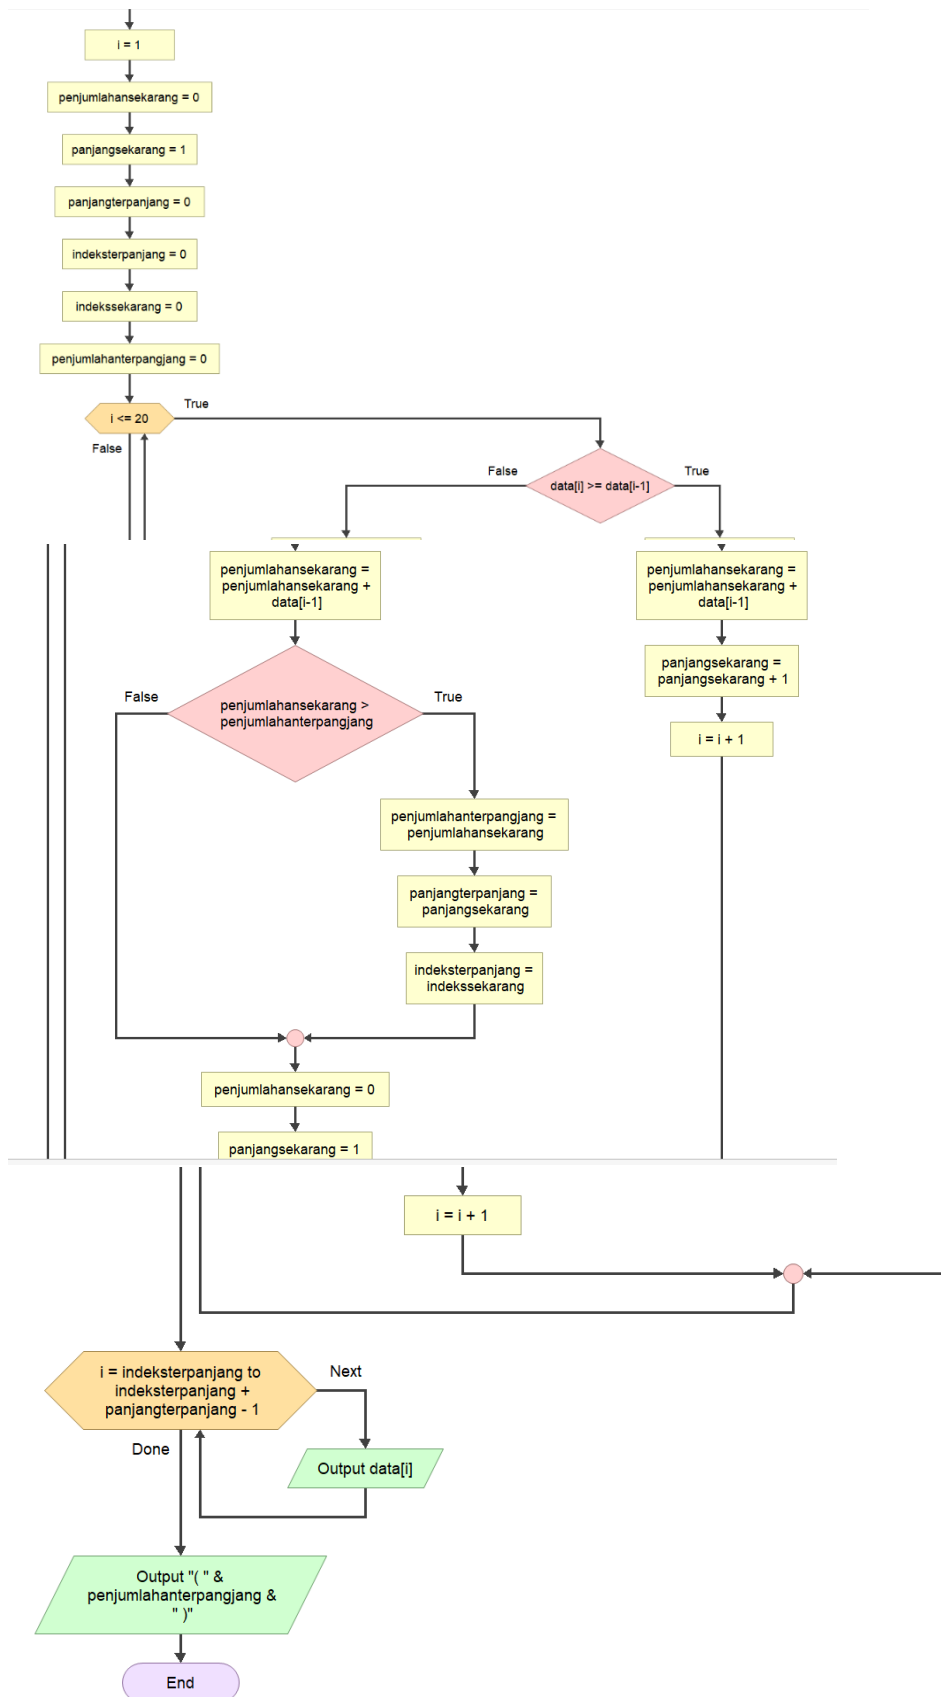 i = 1
penjumlahansekarang = 0
panjangsekarang = 1
panjangterpanjang = 0
indeksterpanjang = 0
indekssekarang = 0
penjumlahanterpangjang = 0
i <= 20
True
False
data[i] >= data[i-1]
False
True
penjumlahansekarang =
penjumlahansekarang +
data[i-1]
penjumlahansekarang =
penjumlahansekarang +
data[i-1]
panjangsekarang =
panjangsekarang + 1
i = i + 1
penjumlahansekarang >
penjumlahanterpangjang
False
True
penjumlahanterpangjang =
penjumlahansekarang
panjangterpanjang =
panjangsekarang
indeksterpanjang =
indekssekarang
penjumlahansekarang = 0
panjangsekarang = 1
i = i + 1
i = indeksterpanjang to
indeksterpanjang +
panjangterpanjang - 1
Next
Done
Output data[i]
Output "( " &
penjumlahanterpangjang &
" )"
End